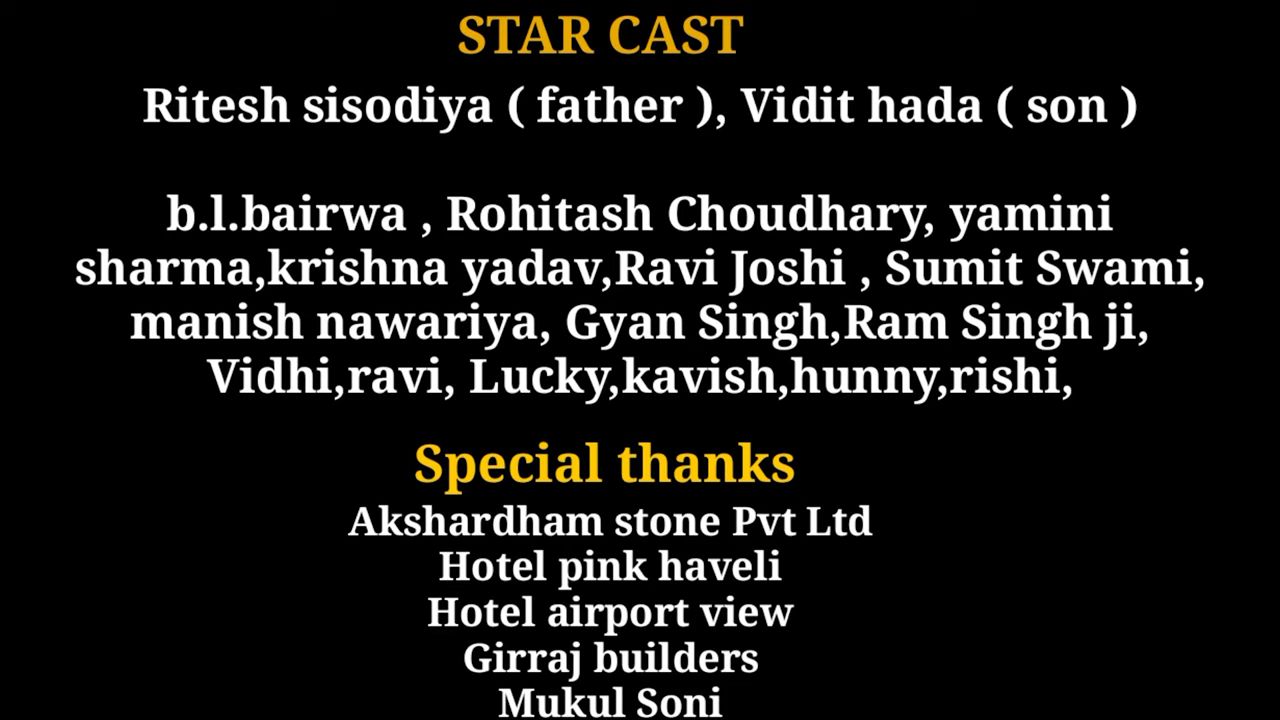 STAR CAST
Ritesh sisodiya ( father ), Vidit hada ( son )
b.l.bairwa , Rohitash Choudhary, yamini
sharma,krishna yadav,Ravi Joshi , Sumit Swami,
manish nawariya, Gyan Singh,Ram Singh ji,
Vidhi,ravi, Lucky,kavish,hunny,rishi,
Special thanks
Akshardham stone Pvt Ltd
Hotel pink haveli
Hotel airport view
Girraj builders
Mukul Soni